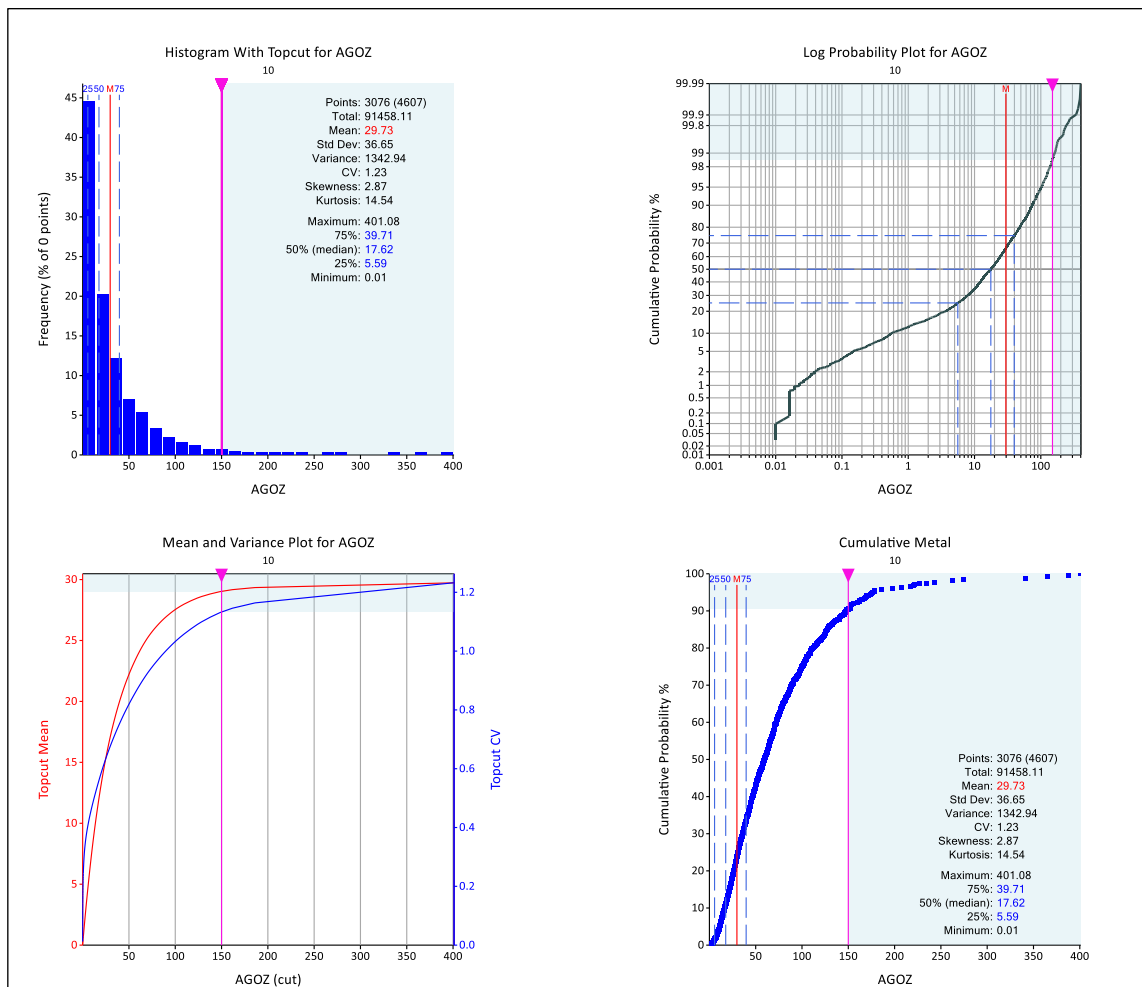 Histogram With Topcut for AGOZ
10
25 50 M 75
45
40
35
30
25
20
15
10
5
0
Frequency (% of 0 points)
Points: 3076 (4607)
Total: 91458.11
Mean: 29.73
Std Dev: 36.65
Variance: 1342.94
CV: 1.23
Skewness: 2.87
Kurtosis: 14.54
Maximum: 401.08
75%: 39.71
50% (median): 17.62
25%: 5.59
Minimum: 0.01
50 100 150 200 250 300 350 400
AGOZ
Log Probability Plot for AGOZ
10
M
99.99
99.9
99.8
99
98
95
90
80
70
60
50
40
30
20
10
5
2
1
0.5
0.2
0.1
0.05
0.02
0.01
Cumulative Probability %
0.001 0.01 0.1 1 10 100
AGOZ
Mean and Variance Plot for AGOZ
10
30
25
20
15
10
5
0
Topcut Mean
1.2
1.0
0.8
0.6
0.4
0.2
0.0
Topcut CV
50 100 150 200 250 300 350 400
AGOZ (cut)
Cumulative Metal
10
25 50 M 75
100
90
80
70
60
50
40
30
20
10
0
Cumulative Probability %
Points: 3076 (4607)
Total: 91458.11
Mean: 29.73
Std Dev: 36.65
Variance: 1342.94
CV: 1.23
Skewness: 2.87
Kurtosis: 14.54
Maximum: 401.08
75%: 39.71
50% (median): 17.62
25%: 5.59
Minimum: 0.01
50 100 150 200 250 300 350 400
AGOZ